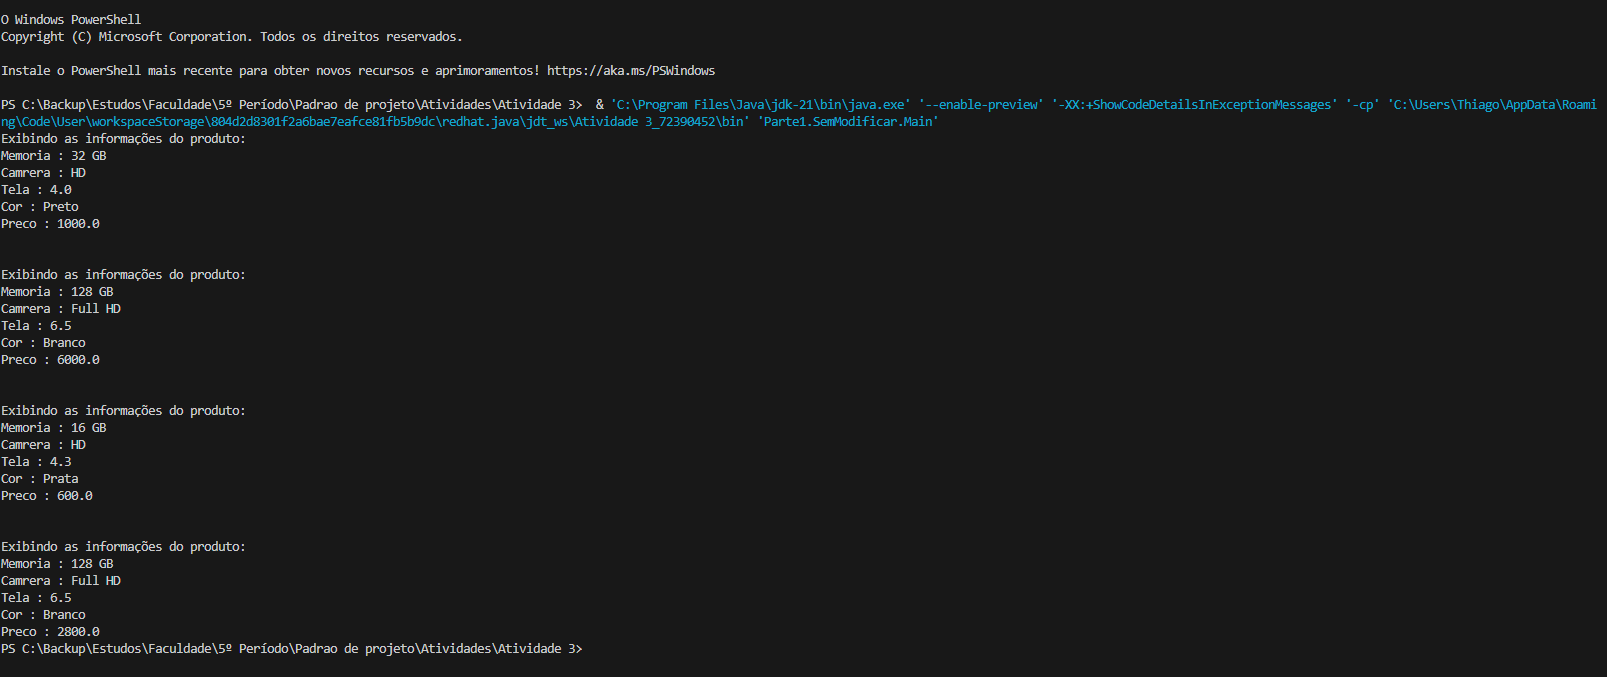 O Windows PowerShell
Copyright (C) Microsoft Corporation. Todos os direitos reservados.
Instale o PowerShell mais recente para obter novos recursos e aprimoramentos! https://aka.ms/PSWindows
PS C:\Backup\Estudos\Faculdade\5º Período\Padrao de projeto\Atividades\Atividade 3>  & 'C:\Program Files\Java\jdk-21\bin\java.exe' '--enable-preview' '-XX:+ShowCodeDetailsInExceptionMessages' '-cp' 'C:\Users\Thiago\AppData\Roami
ng\Code\User\workspaceStorage\804d2d8301f2a6bae7eafce81fb5b9dc\redhat.java\jdt_ws\Atividade 3_72390452\bin' 'Parte1.SemModificar.Main'
Exibindo as informações do produto:
Memoria : 32 GB
Camrera : HD
Tela : 4.0
Cor : Preto
Preco : 1000.0
Exibindo as informações do produto:
Memoria : 128 GB
Camrera : Full HD
Tela : 6.5
Cor : Branco
Preco : 6000.0
Exibindo as informações do produto:
Memoria : 16 GB
Camrera : HD
Tela : 4.3
Cor : Prata
Preco : 600.0
Exibindo as informações do produto:
Memoria : 128 GB
Camrera : Full HD
Tela : 6.5
Cor : Branco
Preco : 2800.0
PS C:\Backup\Estudos\Faculdade\5º Período\Padrao de projeto\Atividades\Atividade 3>